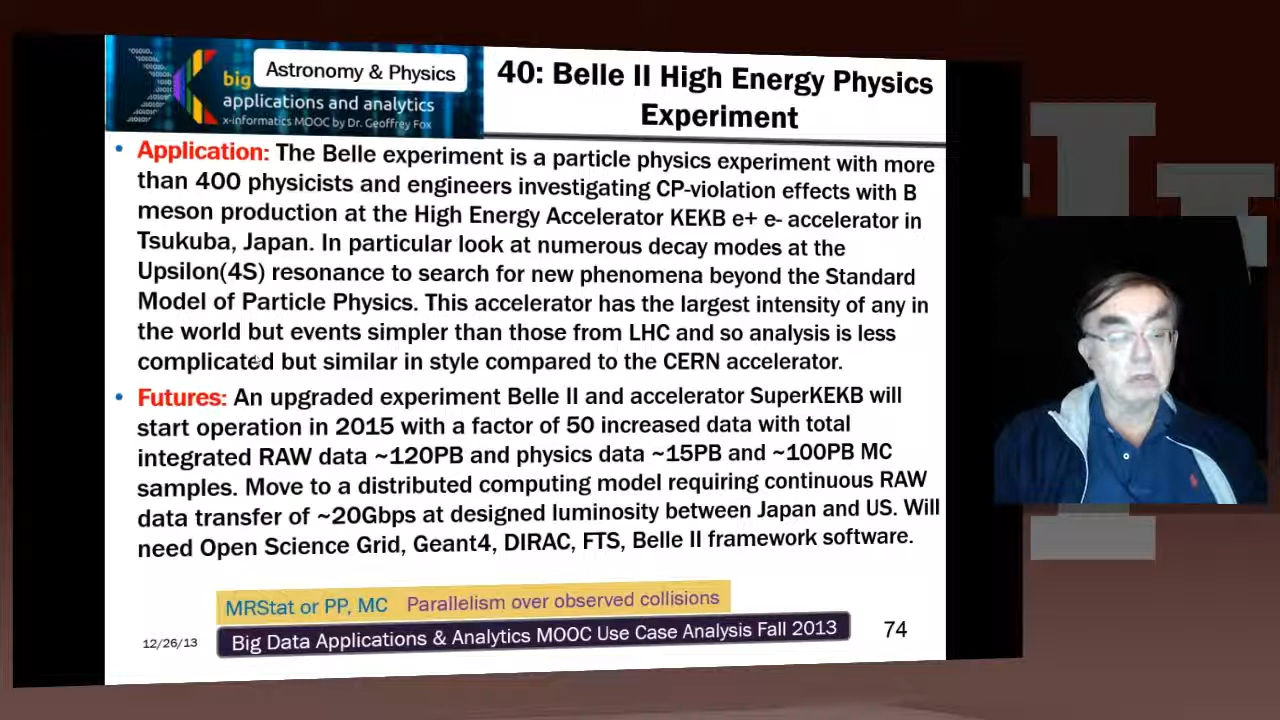 big
Astronomy & Physics
applications and analytics
x-informatics MOOC by Dr. Geoffrey Fox
40: Belle II High Energy Physics
Experiment
• Application: The Belle experiment is a particle physics experiment with more
than 400 physicists and engineers investigating CP-violation effects with B
meson production at the High Energy Accelerator KEKB e+ e- accelerator in
Tsukuba, Japan. In particular look at numerous decay modes at the
Upsilon(4S) resonance to search for new phenomena beyond the Standard
Model of Particle Physics. This accelerator has the largest intensity of any in
the world but events simpler than those from LHC and so analysis is less
complicated but similar in style compared to the CERN accelerator.
• Futures: An upgraded experiment Belle II and accelerator SuperKEKB will
start operation in 2015 with a factor of 50 increased data with total
integrated RAW data ~120PB and physics data ~15PB and ~100PB MC
samples. Move to a distributed computing model requiring continuous RAW
data transfer of ~20Gbps at designed luminosity between Japan and US. Will
need Open Science Grid, Geant4, DIRAC, FTS, Belle II framework software.
MRStat or PP, MC Parallelism over observed collisions
12/26/13
Big Data Applications & Analytics MOOC Use Case Analysis Fall 2013
74